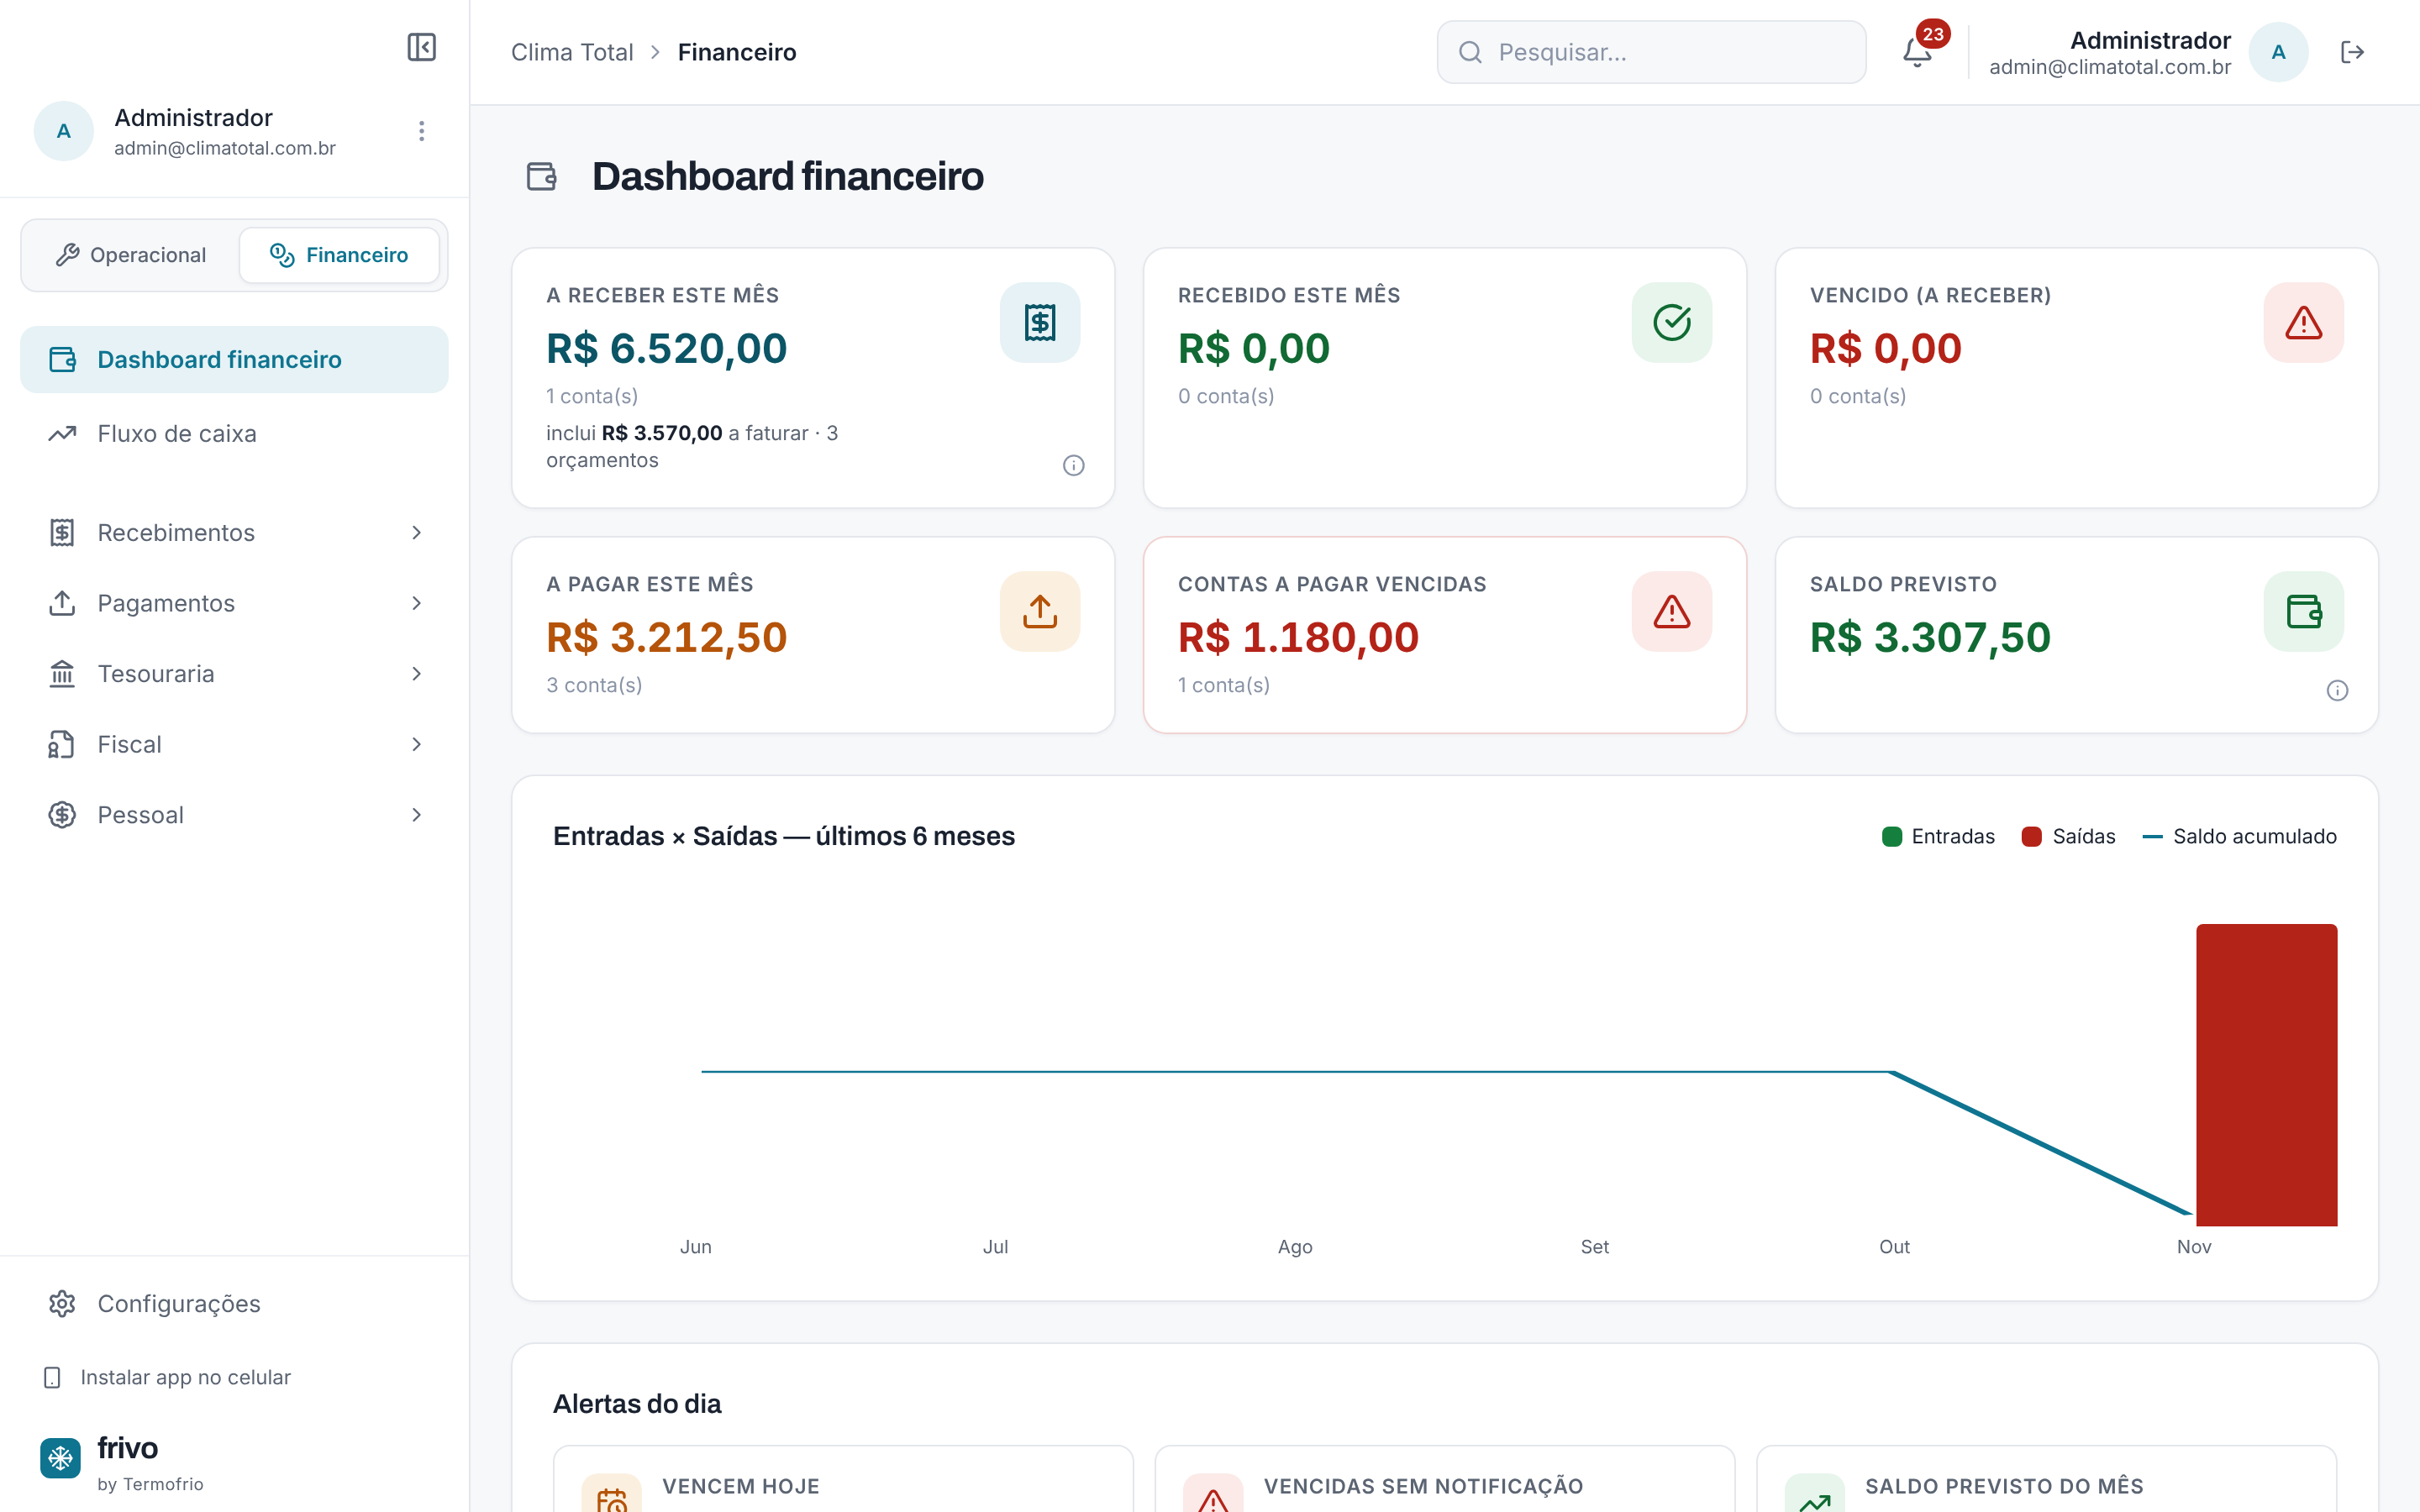 Administrador
admin@climatotal.com.br
A
Operacional
Financeiro
Dashboard financeiro
Fluxo de caixa
Recebimentos
Pagamentos
Tesouraria
Fiscal
Pessoal
Configurações
Instalar app no celular
frivo
by Termofrio
Clima Total > Financeiro
Pesquisar...
23
Administrador
admin@climatotal.com.br
A
Dashboard financeiro
A RECEBER ESTE MÊS
R$ 6.520,00
1 conta(s)
inclui R$ 3.570,00 a faturar · 3
orçamentos
RECEBIDO ESTE MÊS
R$ 0,00
0 conta(s)
VENCIDO (A RECEBER)
R$ 0,00
0 conta(s)
A PAGAR ESTE MÊS
R$ 3.212,50
3 conta(s)
CONTAS A PAGAR VENCIDAS
R$ 1.180,00
1 conta(s)
SALDO PREVISTO
R$ 3.307,50
Entradas × Saídas — últimos 6 meses
Entradas
Saídas
Saldo acumulado
Jun
Jul
Ago
Set
Out
Nov
Alertas do dia
VENCEM HOJE
VENCIDAS SEM NOTIFICAÇÃO
SALDO PREVISTO DO MÊS